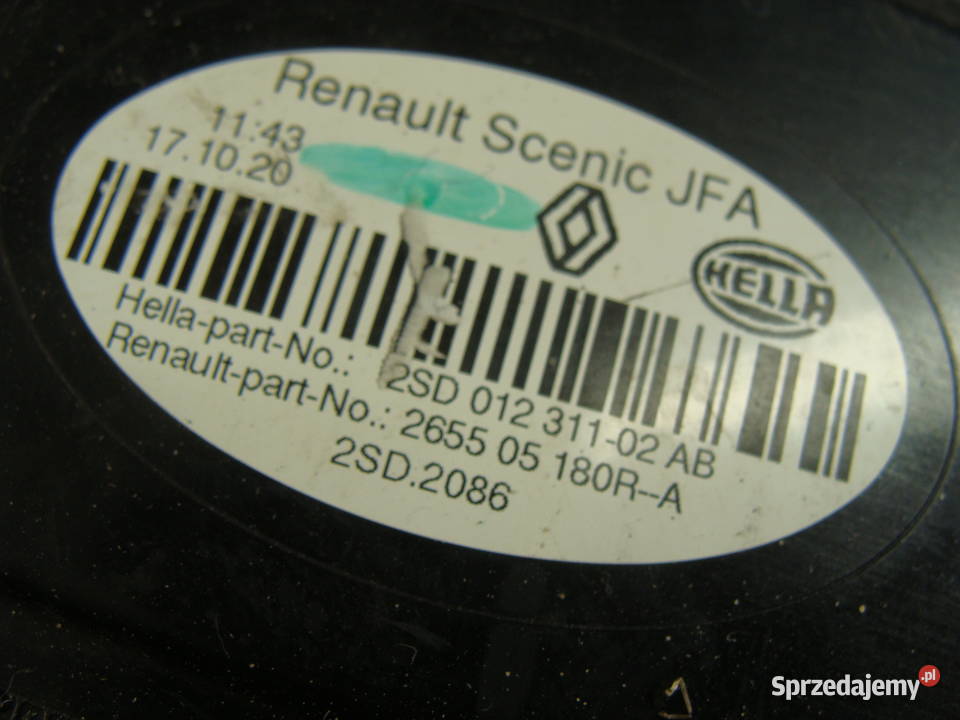 Renault Scenic JFA
11:43
17.10.20
HELLA
Hella-part-No.: 2SD 012 311-02 AB
Renault-part-No.: 2655 05 180R--A
2SD.2086
Sprzedajemy.pl